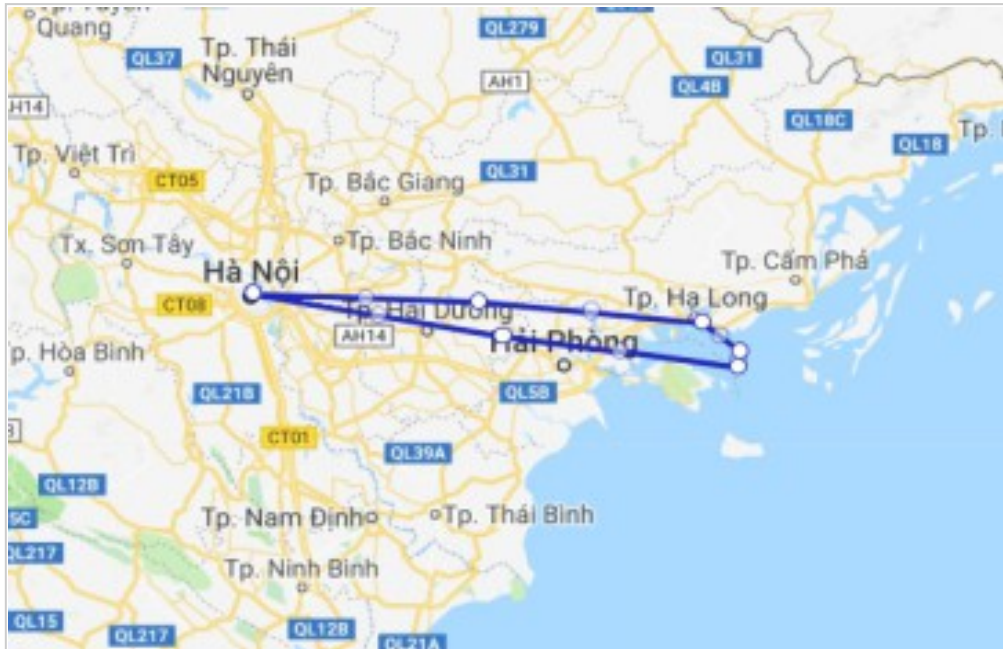 Quang
QL279
Tp. Thái
Nguyên
QL37
AH1
QL31
QL4B
AH14
QL18C
QL18
Tp.
Tp. Việt Trì
CT05
Tp. Bắc Giang
QL31
Tx. Sơn Tây
Tp. Bắc Ninh
Hà Nội
Tp. Cẩm Phả
CT08
Tp. Hạ Long
Tp. Hải Dương
AH14
Hải Phòng
Tp. Hòa Bình
QL21B
QL5B
CT01
QL39A
QL12B
Tp. Nam Định
Tp. Thái Bình
QL217
Tp. Ninh Bình
QL15
QL217
QL12B
QL21A